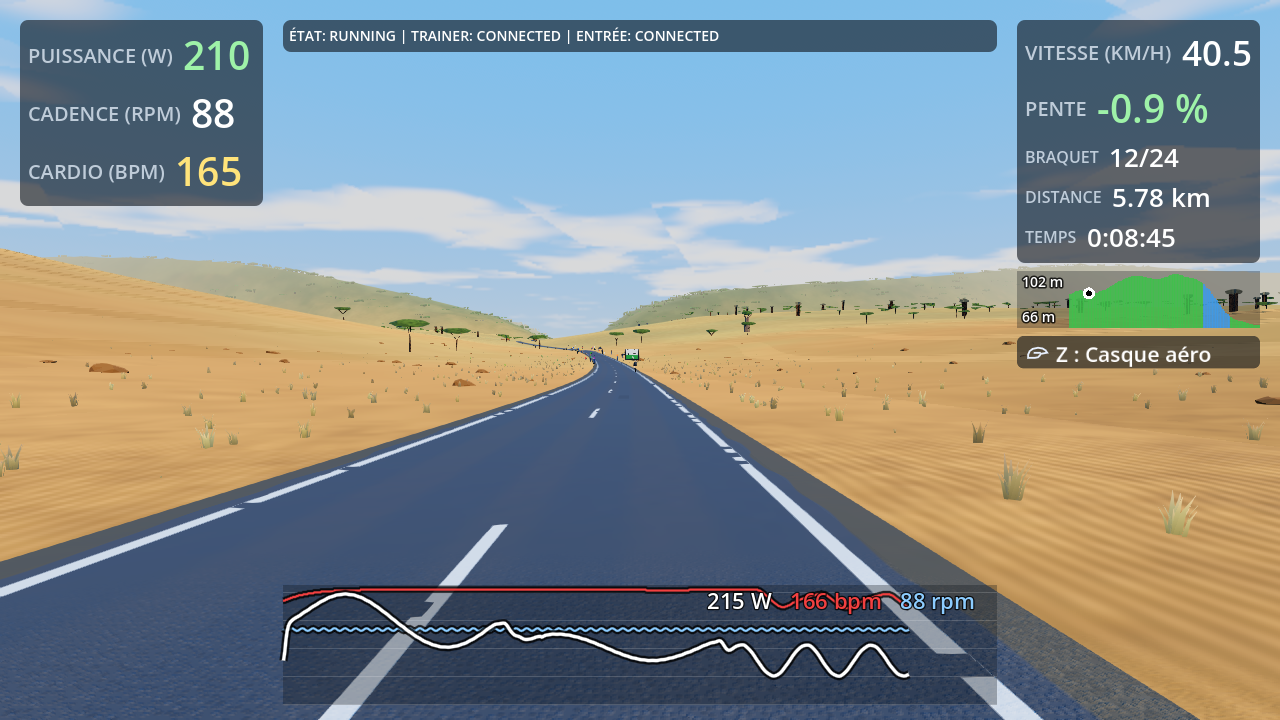 PUISSANCE (W) 210
CADENCE (RPM) 88
CARDIO (BPM) 165
ÉTAT: RUNNING | TRAINER: CONNECTED | ENTRÉE: CONNECTED
VITESSE (KM/H) 40.5
PENTE -0.9 %
BRAQUET 12/24
DISTANCE 5.78 km
TEMPS 0:08:45
102 m
66 m
Z : Casque aéro
215 W 166 bpm 88 rpm